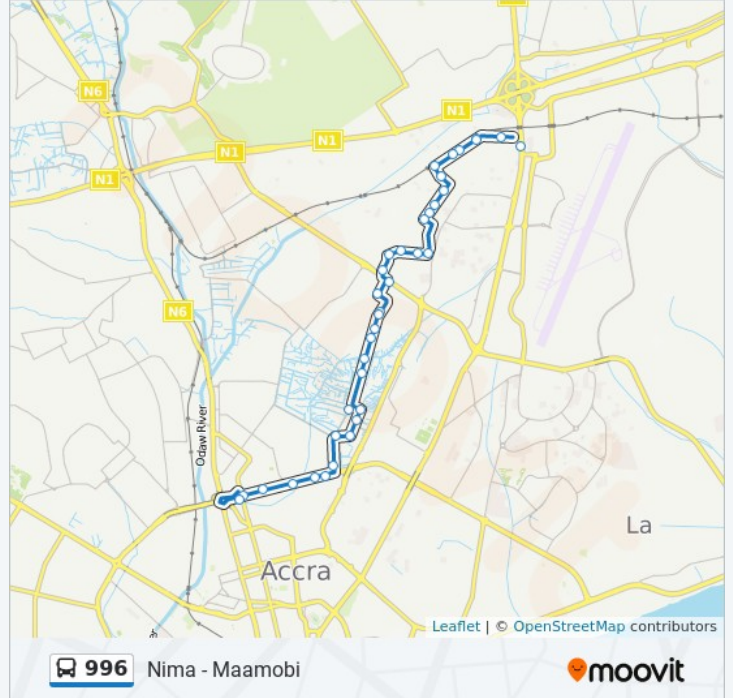 N6
N1
N1
N1
N1
N6
Odaw River
La
Accra
Leaflet | © OpenStreetMap contributors
996 Nima - Maamobi
moovit